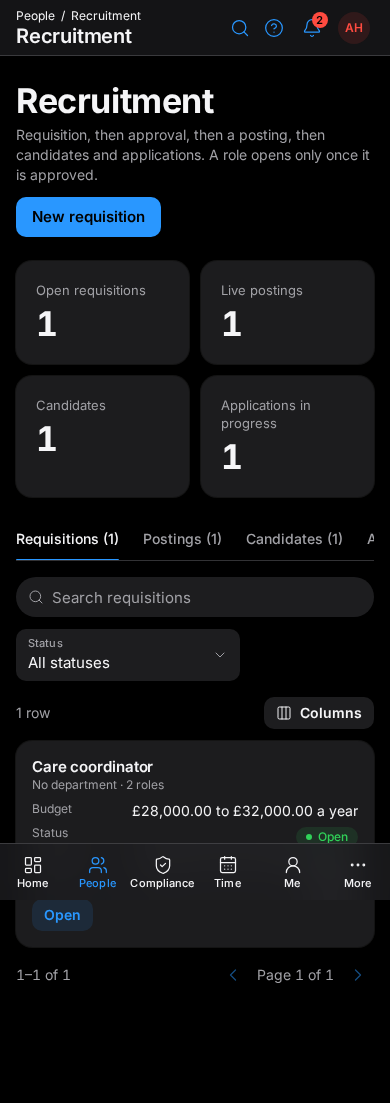 People / Recruitment
Recruitment
2
AH
Recruitment
Requisition, then approval, then a posting, then
candidates and applications. A role opens only once it
is approved.
New requisition
Open requisitions
1
Live postings
1
Candidates
1
Applications in
progress
1
Requisitions (1)
Postings (1)
Candidates (1)
A
Search requisitions
Status
All statuses
1 row
Columns
Care coordinator
No department · 2 roles
Budget
£28,000.00 to £32,000.00 a year
Status
Open
Home
People
Compliance
Time
Me
More
Open
1–1 of 1
Page 1 of 1